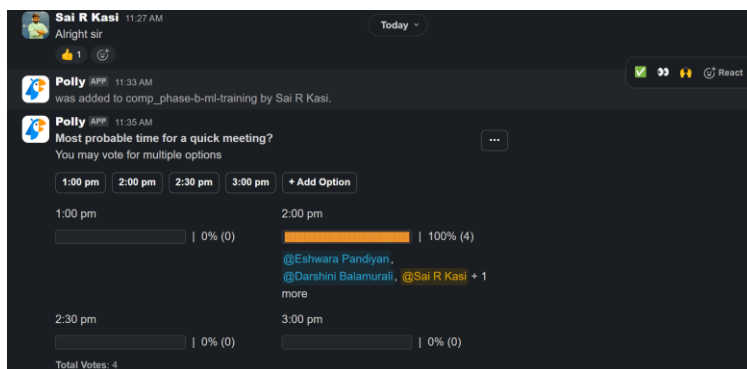 Sai R Kasi 11:27 AM
Today
Alright sir
1
React
Polly APP 11:33 AM
was added to comp_phase-b-ml-training by Sai R Kasi.
Polly APP 11:35 AM
Most probable time for a quick meeting?
You may vote for multiple options
1:00 pm 2:00 pm 2:30 pm 3:00 pm + Add Option
1:00 pm 2:00 pm
| 0% (0) | 100% (4)
@Eshwara Pandiyan,
@Darshini Balamurali, @Sai R Kasi + 1
more
2:30 pm 3:00 pm
| 0% (0) | 0% (0)
Total Votes: 4